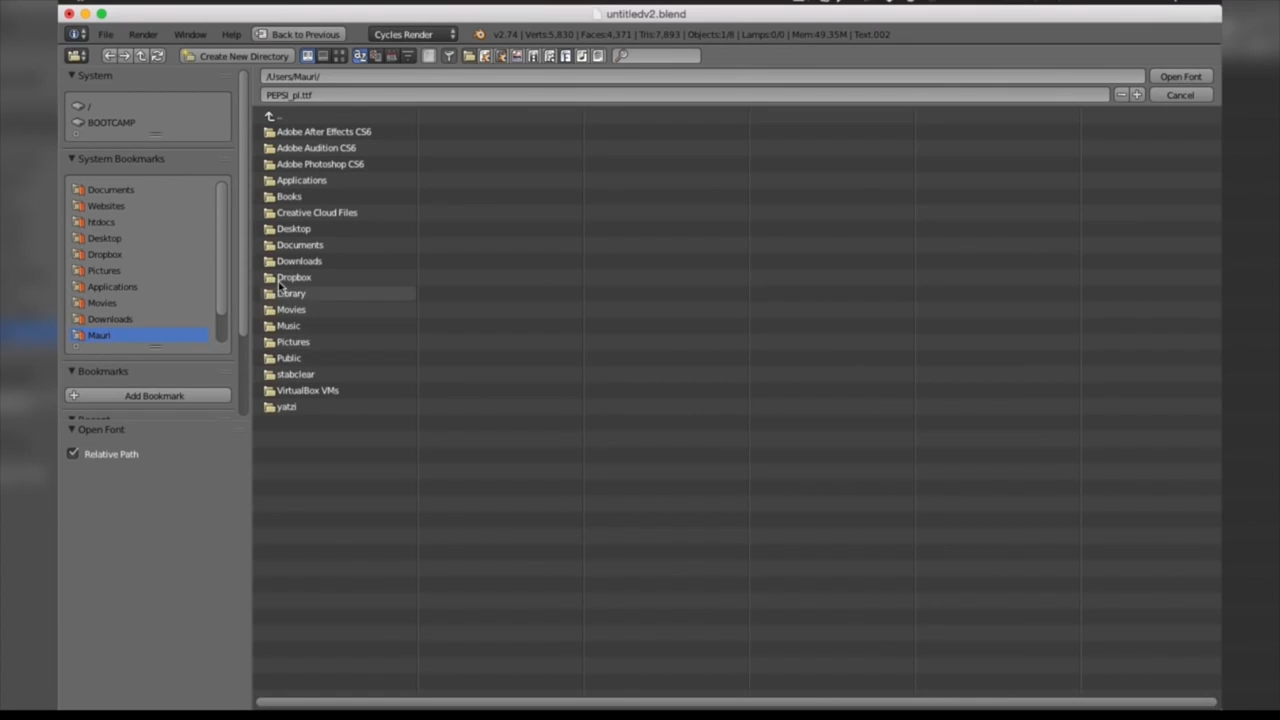 untitledv2.blend
File Render Window Help Back to Previous Cycles Render v2.74 | Verts:5,830 | Faces:4,371 | Tris:7,893 | Objects:1/8 | Lamps:0/0 | Mem:49.35M | Text.002
Create New Directory
System
/
BOOTCAMP
System Bookmarks
Documents
Websites
htdocs
Desktop
Dropbox
Pictures
Applications
Movies
Downloads
Mauri
Bookmarks
Add Bookmark
Open Font
Relative Path
/Users/Mauri/ Open Font
PEPSI_pl.ttf Cancel
..
Adobe After Effects CS6
Adobe Audition CS6
Adobe Photoshop CS6
Applications
Books
Creative Cloud Files
Desktop
Documents
Downloads
Dropbox
Library
Movies
Music
Pictures
Public
stabclear
VirtualBox VMs
yatzi